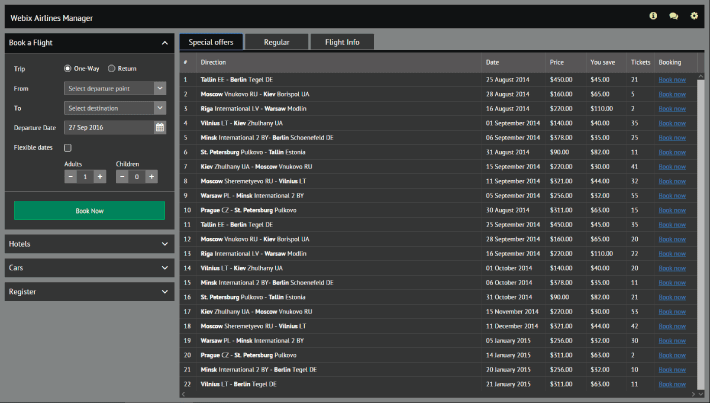 Webix Airlines Manager
Book a Flight
Trip One-Way Return
From Select departure point
To Select destination
Departure Date 27 Sep 2016
Flexible dates
Adults Children
− 1 + − 0 +
Book Now
Hotels
Cars
Register
Special offers Regular Flight Info
# Direction Date Price You save Tickets Booking
1 Tallin EE - Berlin Tegel DE 25 August 2014 $450.00 $45.00 21 Book now
2 Moscow Vnukovo RU - Kiev Borispol UA 28 August 2014 $160.00 $65.00 5 Book now
3 Riga International LV - Warsaw Modlin 16 August 2014 $220.00 $110.00 2 Book now
4 Vilnius LT - Kiev Zhulhany UA 01 September 2014 $140.00 $40.00 35 Book now
5 Minsk International 2 BY- Berlin Schoenefeld DE 06 September 2014 $378.00 $35.00 25 Book now
6 St. Petersburg Pulkovo - Tallin Estonia 31 August 2014 $90.00 $82.00 11 Book now
7 Kiev Zhulhany UA - Moscow Vnukovo RU 15 September 2014 $220.00 $30.00 41 Book now
8 Moscow Sheremetyevo RU - Vilnius LT 11 September 2014 $321.00 $44.00 32 Book now
9 Warsaw PL - Minsk International 2 BY 05 September 2014 $256.00 $32.00 55 Book now
10 Prague CZ - St. Petersburg Pulkovo 30 August 2014 $311.00 $63.00 15 Book now
11 Tallin EE - Berlin Tegel DE 25 September 2014 $450.00 $45.00 35 Book now
12 Moscow Vnukovo RU - Kiev Borispol UA 28 September 2014 $160.00 $65.00 20 Book now
13 Riga International LV - Warsaw Modlin 16 September 2014 $220.00 $110.00 22 Book now
14 Vilnius LT - Kiev Zhulhany UA 01 October 2014 $140.00 $40.00 20 Book now
15 Minsk International 2 BY- Berlin Schoenefeld DE 06 October 2014 $378.00 $35.00 11 Book now
16 St. Petersburg Pulkovo - Tallin Estonia 31 October 2014 $90.00 $82.00 21 Book now
17 Kiev Zhulhany UA - Moscow Vnukovo RU 15 November 2014 $220.00 $30.00 53 Book now
18 Moscow Sheremetyevo RU - Vilnius LT 11 December 2014 $321.00 $44.00 42 Book now
19 Warsaw PL - Minsk International 2 BY 05 January 2015 $256.00 $32.00 30 Book now
20 Prague CZ - St. Petersburg Pulkovo 14 January 2015 $311.00 $63.00 2 Book now
21 Tallin EE - Berlin Tegel DE 20 January 2015 $256.00 $32.00 10 Book now
22 Vilnius LT - Berlin Tegel DE 21 January 2015 $311.00 $63.00 11 Book now